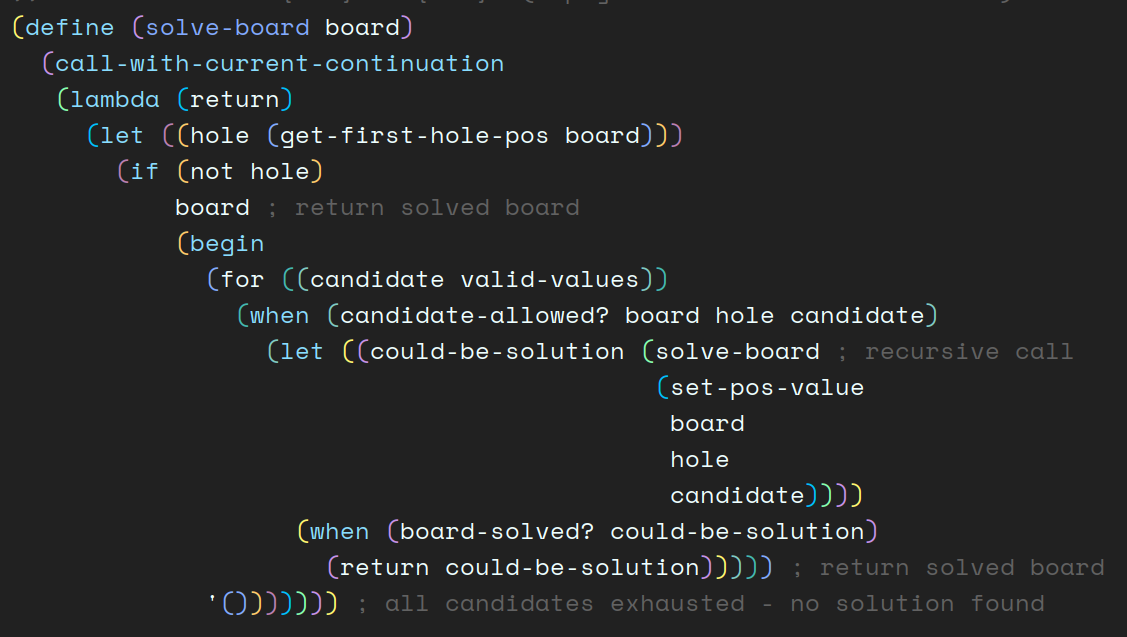 (define (solve-board board)
  (call-with-current-continuation
   (lambda (return)
     (let ((hole (get-first-hole-pos board)))
       (if (not hole)
           board ; return solved board
           (begin
             (for ((candidate valid-values))
               (when (candidate-allowed? board hole candidate)
                 (let ((could-be-solution (solve-board ; recursive call
                                           (set-pos-value
                                            board
                                            hole
                                            candidate))))
                   (when (board-solved? could-be-solution)
                     (return could-be-solution))))) ; return solved board
             '()))))))) ; all candidates exhausted - no solution found